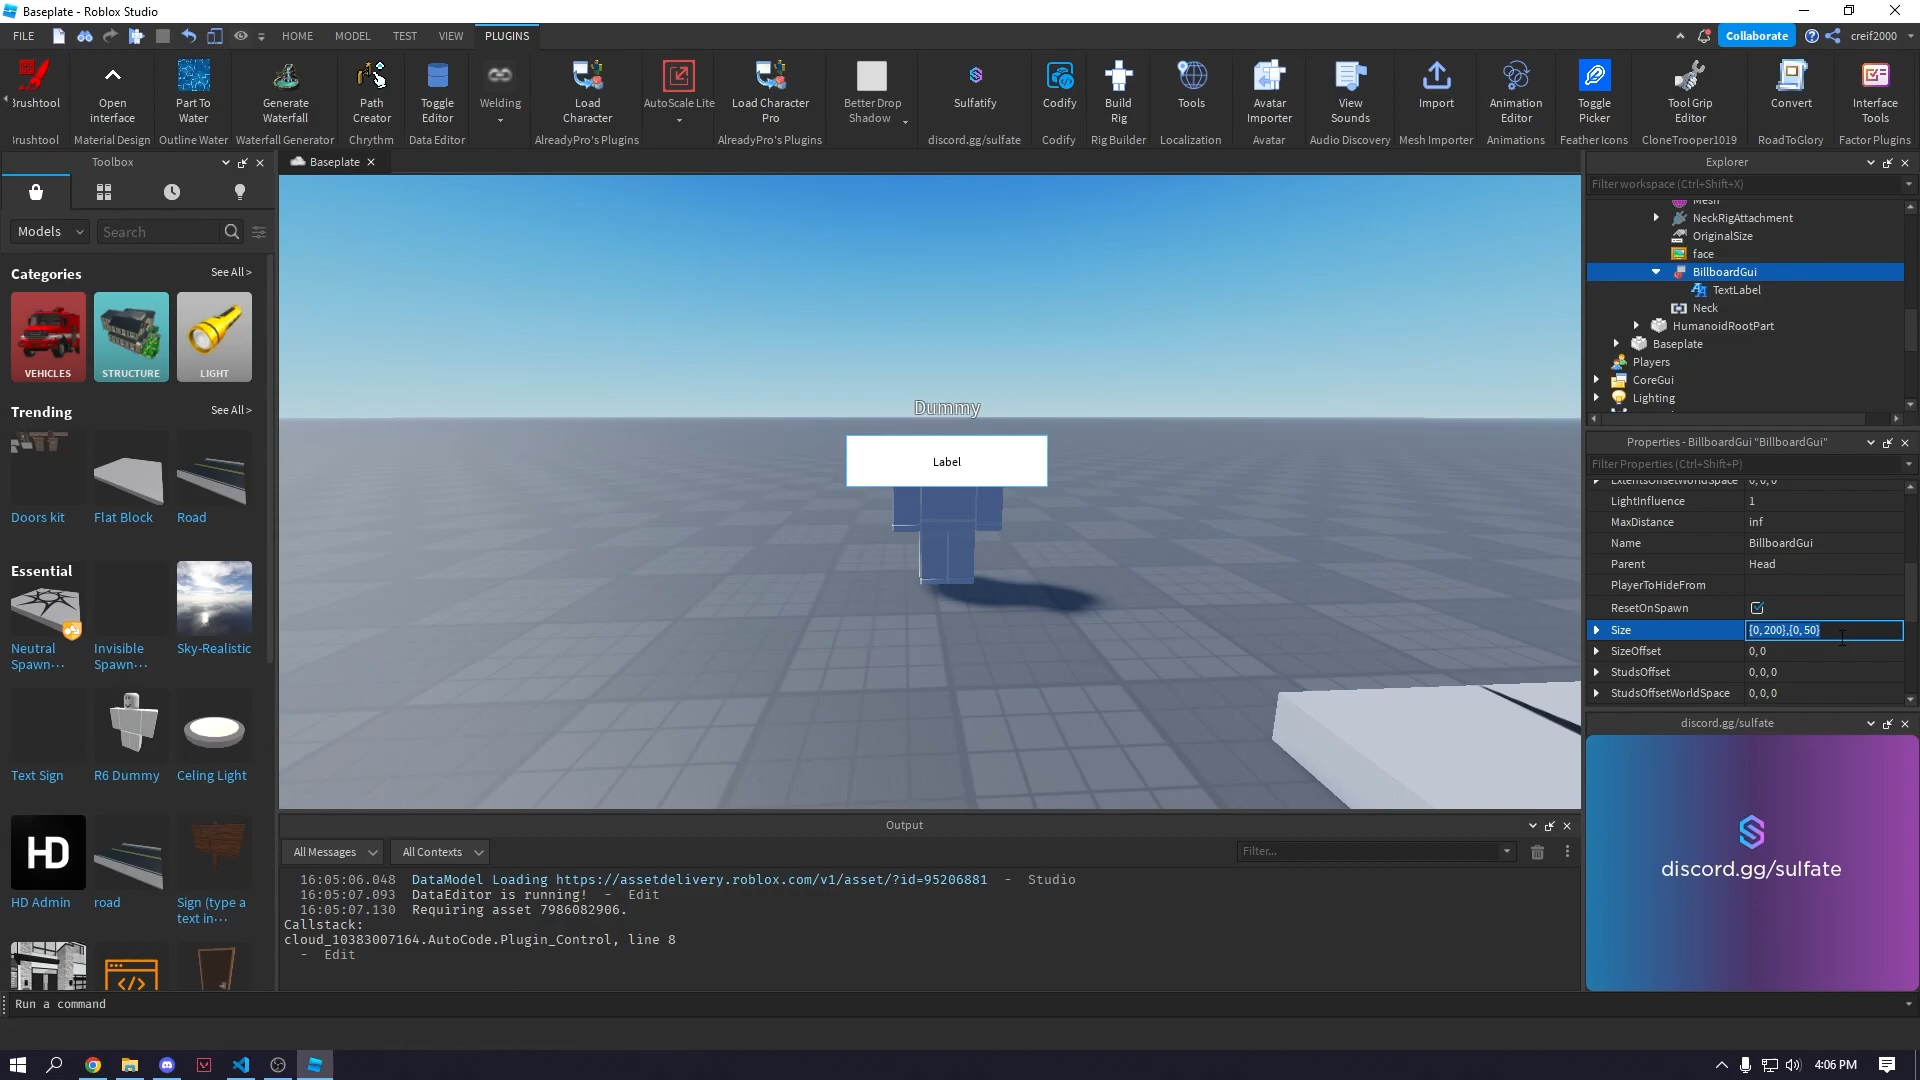 Baseplate - Roblox Studio
FILE
HOME
MODEL
TEST
VIEW
PLUGINS
Collaborate
creif2000
Brushtool
Open interface
Part To Water
Generate Waterfall
Path Creator
Toggle Editor
Welding
Load Character
AutoScale Lite
Load Character Pro
Better Drop Shadow
Sulfatify
Codify
Build Rig
Tools
Avatar Importer
View Sounds
Import
Animation Editor
Toggle Picker
Tool Grip Editor
Convert
Interface Tools
Brushtool
Material Design
Outline Water
Waterfall Generator
Chrythm
Data Editor
AlreadyPro's Plugins
AlreadyPro's Plugins
discord.gg/sulfate
Codify
Rig Builder
Localization
Avatar
Audio Discovery
Mesh Importer
Animations
Feather Icons
CloneTrooper1019
RoadToGlory
Factor Plugins
Toolbox
Models
Search
Categories
See All >
VEHICLES
STRUCTURE
LIGHT
Trending
See All >
Doors kit
Flat Block
Road
Essential
Neutral Spawn···
Invisible Spawn···
Sky-Realistic
Text Sign
R6 Dummy
Celing Light
HD
HD Admin
road
Sign (type a text in···
Baseplate
Dummy
Label
Output
All Messages
All Contexts
Filter...
16:05:06.048 DataModel Loading https://assetdelivery.roblox.com/v1/asset/?id=95206881 - Studio
16:05:07.093 DataEditor is running! - Edit
16:05:07.130 Requiring asset 7986082906.
Callstack:
cloud_10383007164.AutoCode.Plugin_Control, line 8
- Edit
Run a command
Explorer
Filter workspace (Ctrl+Shift+X)
Mesh
NeckRigAttachment
OriginalSize
face
BillboardGui
TextLabel
Neck
HumanoidRootPart
Baseplate
Players
CoreGui
Lighting
Properties - BillboardGui "BillboardGui"
Filter Properties (Ctrl+Shift+P)
ExtentsOffsetWorldSpace 0, 0, 0
LightInfluence 1
MaxDistance inf
Name BillboardGui
Parent Head
PlayerToHideFrom
ResetOnSpawn
Size {0, 200},{0, 50}
SizeOffset 0, 0
StudsOffset 0, 0, 0
StudsOffsetWorldSpace 0, 0, 0
discord.gg/sulfate
discord.gg/sulfate
4:06 PM